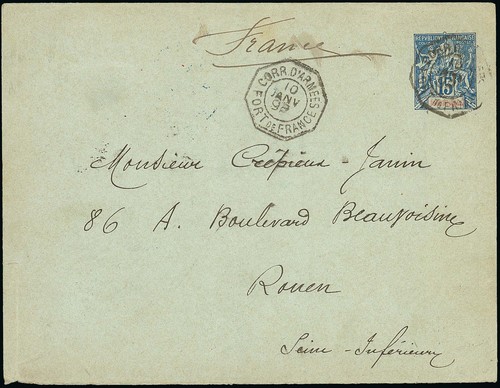 France
RÉPUBLIQUE FRANÇAISE
15
CORR. D'ARMÉES
10
JANV
FORT DE FRANCE
Monsieur Crépieux-Janin
86 A. Boulevard Beauvoisine
Rouen
Seine-Inférieure